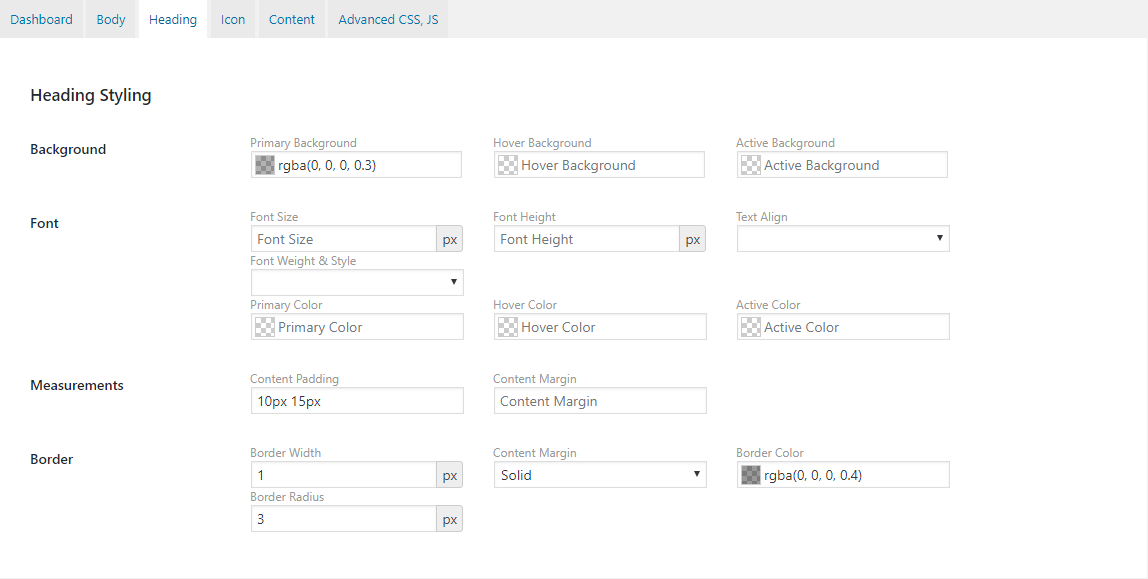 Dashboard Body Heading Icon Content Advanced CSS, JS
Heading Styling
Background
Primary Background Hover Background Active Background
rgba(0, 0, 0, 0.3) Hover Background Active Background
Font
Font Size Font Height Text Align
Font Size px Font Height px
Font Weight & Style
Primary Color Hover Color Active Color
Primary Color Hover Color Active Color
Measurements
Content Padding Content Margin
10px 15px Content Margin
Border
Border Width Content Margin Border Color
1 px Solid rgba(0, 0, 0, 0.4)
Border Radius
3 px